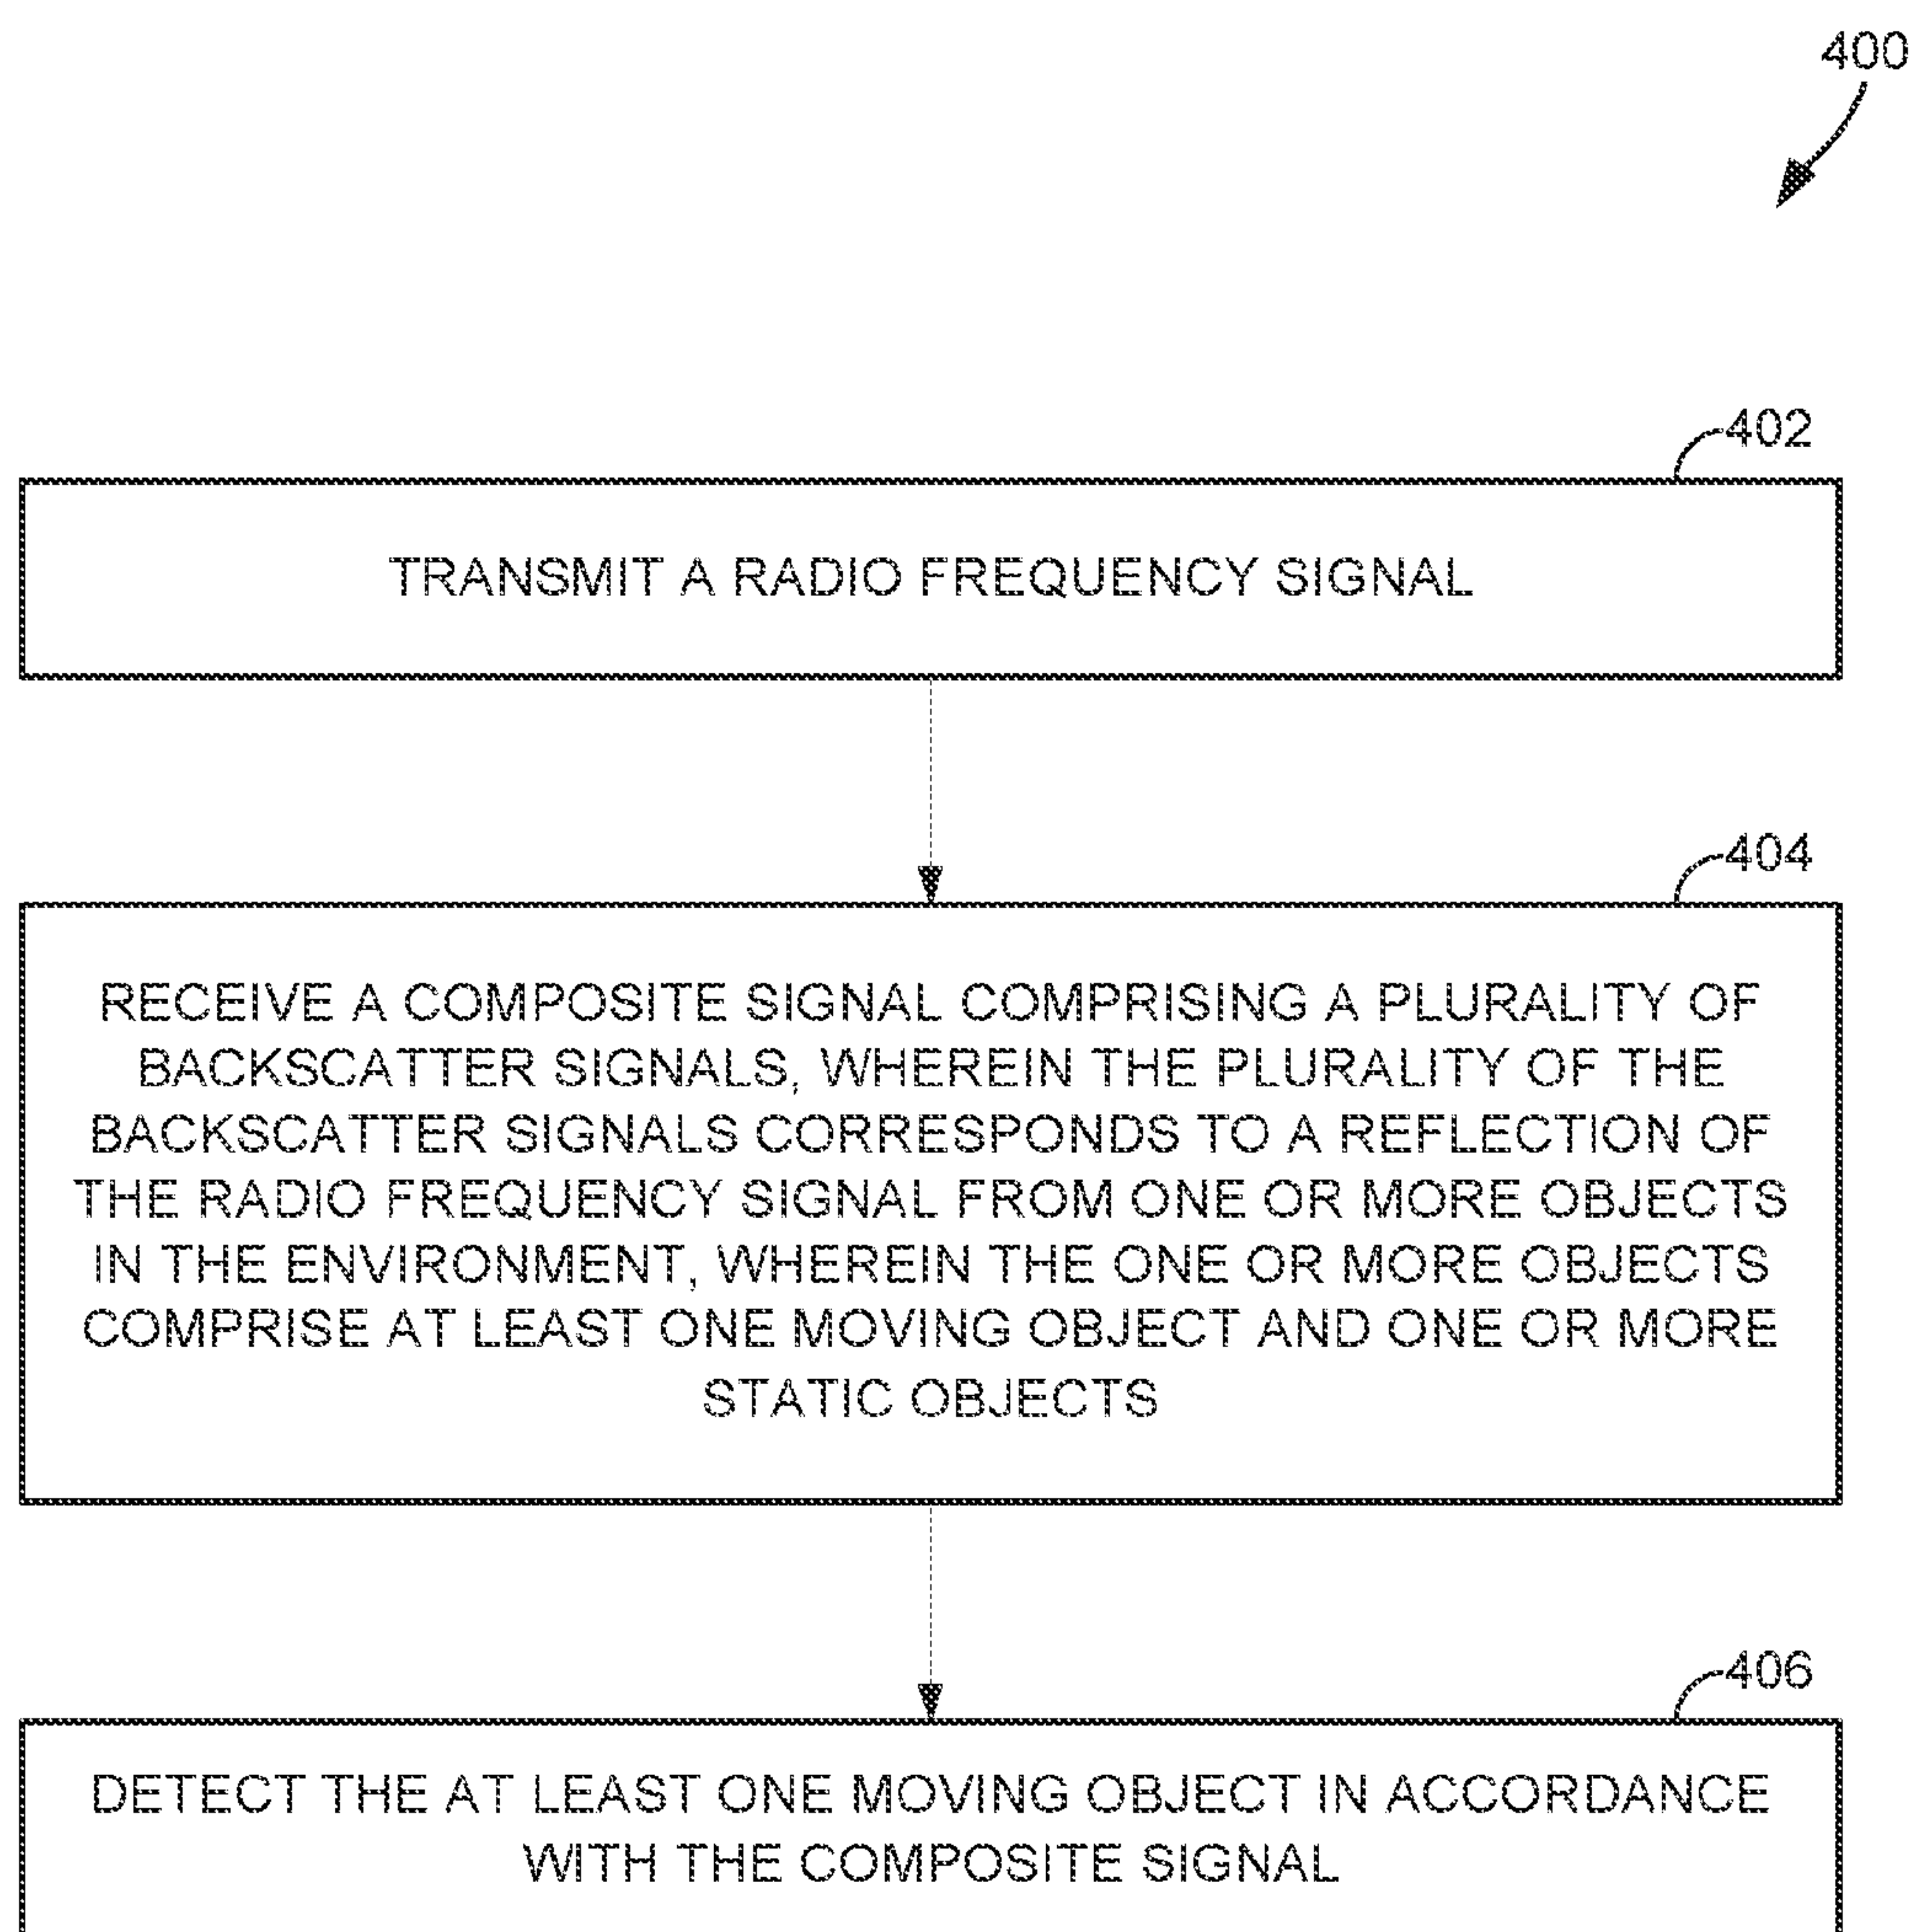 400
402
TRANSMIT A RADIO FREQUENCY SIGNAL
404
RECEIVE A COMPOSITE SIGNAL COMPRISING A PLURALITY OF
BACKSCATTER SIGNALS, WHEREIN THE PLURALITY OF THE
BACKSCATTER SIGNALS CORRESPONDS TO A REFLECTION OF
THE RADIO FREQUENCY SIGNAL FROM ONE OR MORE OBJECTS
IN THE ENVIRONMENT, WHEREIN THE ONE OR MORE OBJECTS
COMPRISE AT LEAST ONE MOVING OBJECT AND ONE OR MORE
STATIC OBJECTS
406
DETECT THE AT LEAST ONE MOVING OBJECT IN ACCORDANCE
WITH THE COMPOSITE SIGNAL